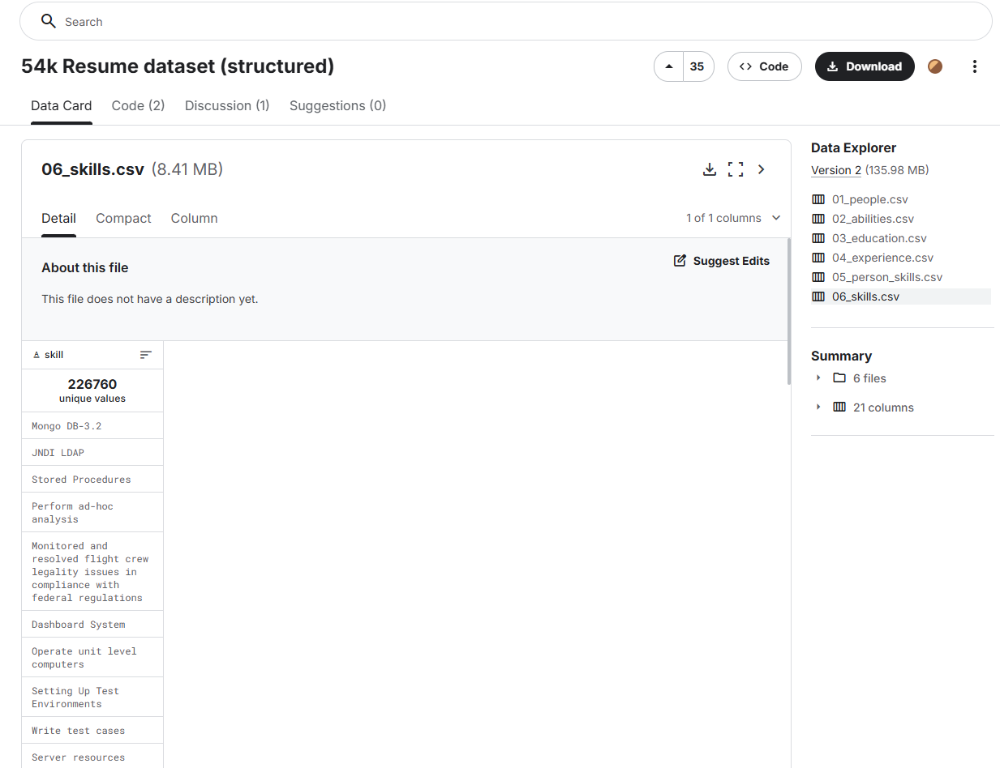 Search
54k Resume dataset (structured)
35
Code
Download
Data Card
Code (2)
Discussion (1)
Suggestions (0)
06_skills.csv (8.41 MB)
Detail
Compact
Column
1 of 1 columns
About this file
Suggest Edits
This file does not have a description yet.
skill
226760
unique values
Mongo DB-3.2
JNDI LDAP
Stored Procedures
Perform ad-hoc
analysis
Monitored and
resolved flight crew
legality issues in
compliance with
federal regulations
Dashboard System
Operate unit level
computers
Setting Up Test
Environments
Write test cases
Server resources
Data Explorer
Version 2 (135.98 MB)
01_people.csv
02_abilities.csv
03_education.csv
04_experience.csv
05_person_skills.csv
06_skills.csv
Summary
6 files
21 columns